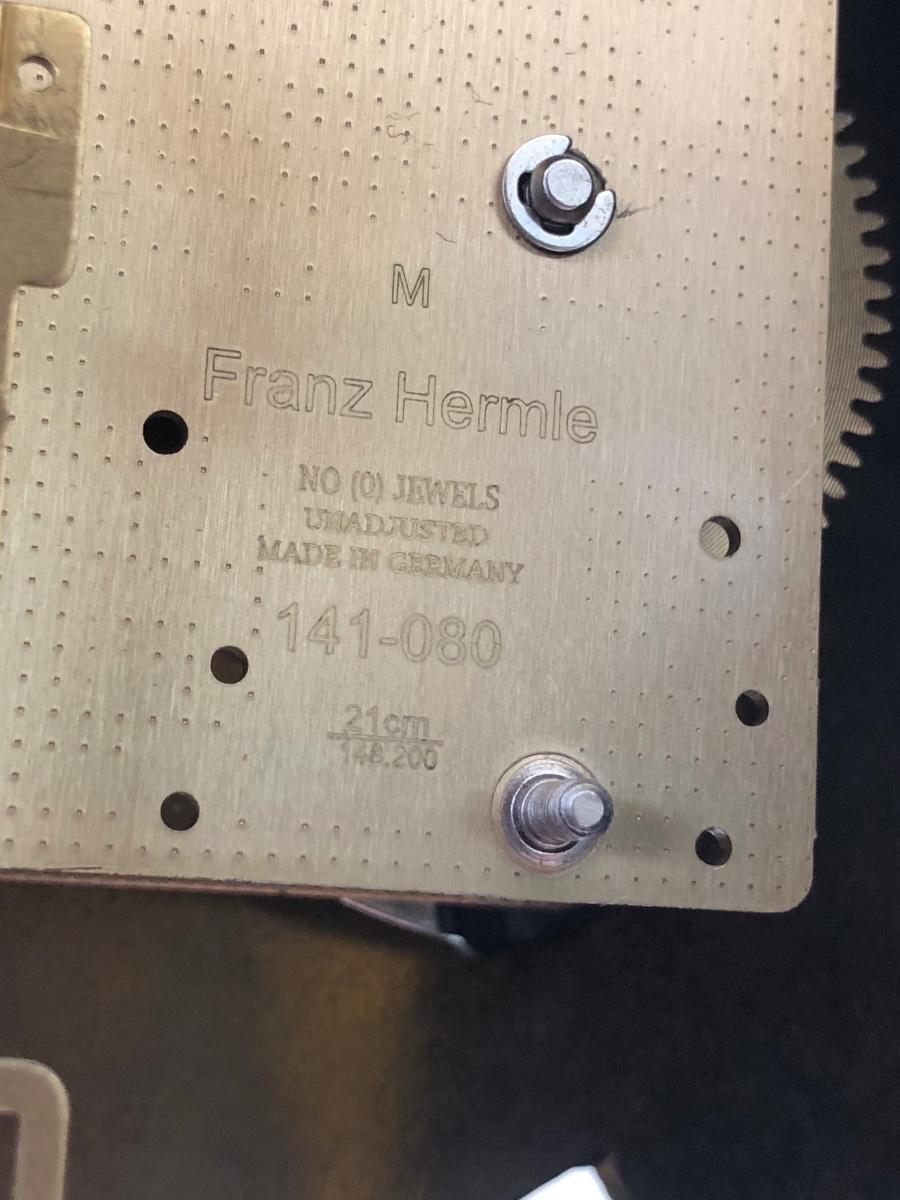 M
Franz Hermle
NO (0) JEWELS
UNADJUSTED
MADE IN GERMANY
141-080
21cm
148.200